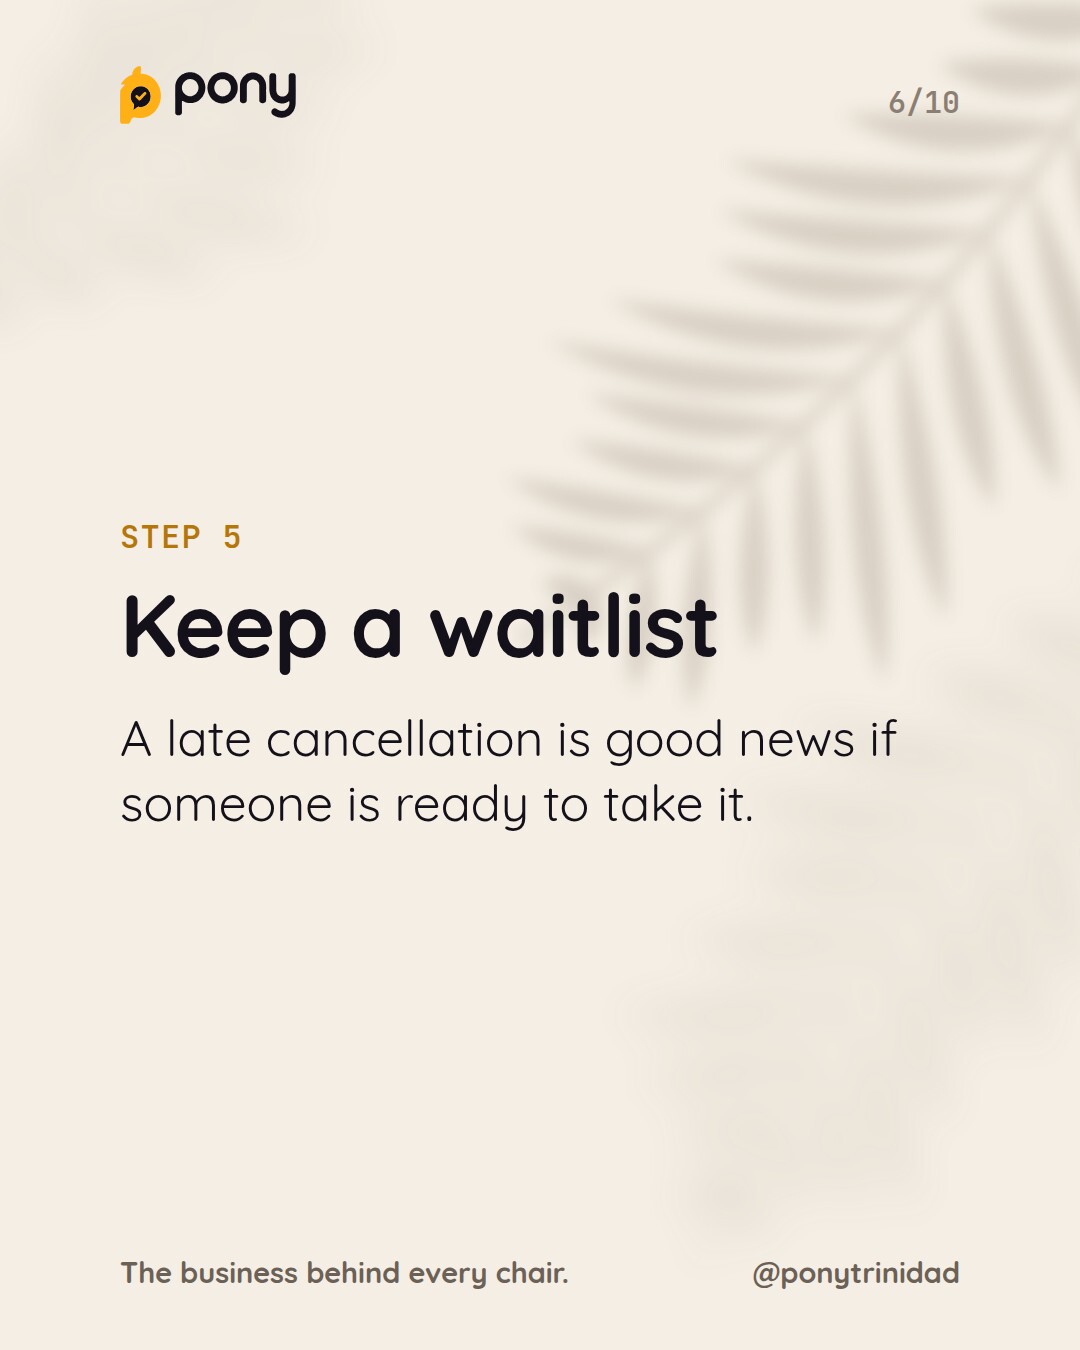 pony
6/10
STEP 5
Keep a waitlist
A late cancellation is good news if
someone is ready to take it.
The business behind every chair.
@ponytrinidad